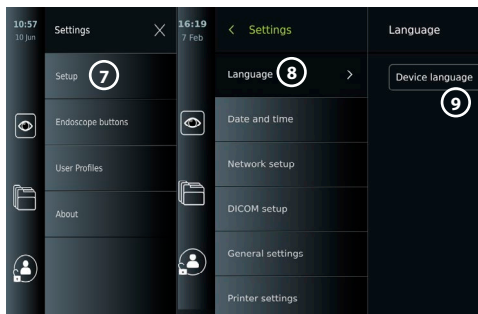 10:57
10 Jun
Settings
Setup
7
Endoscope buttons
User Profiles
About
16:19
7 Feb
Settings
Language
8
Date and time
Network setup
DICOM setup
General settings
Printer settings
Language
Device language
9